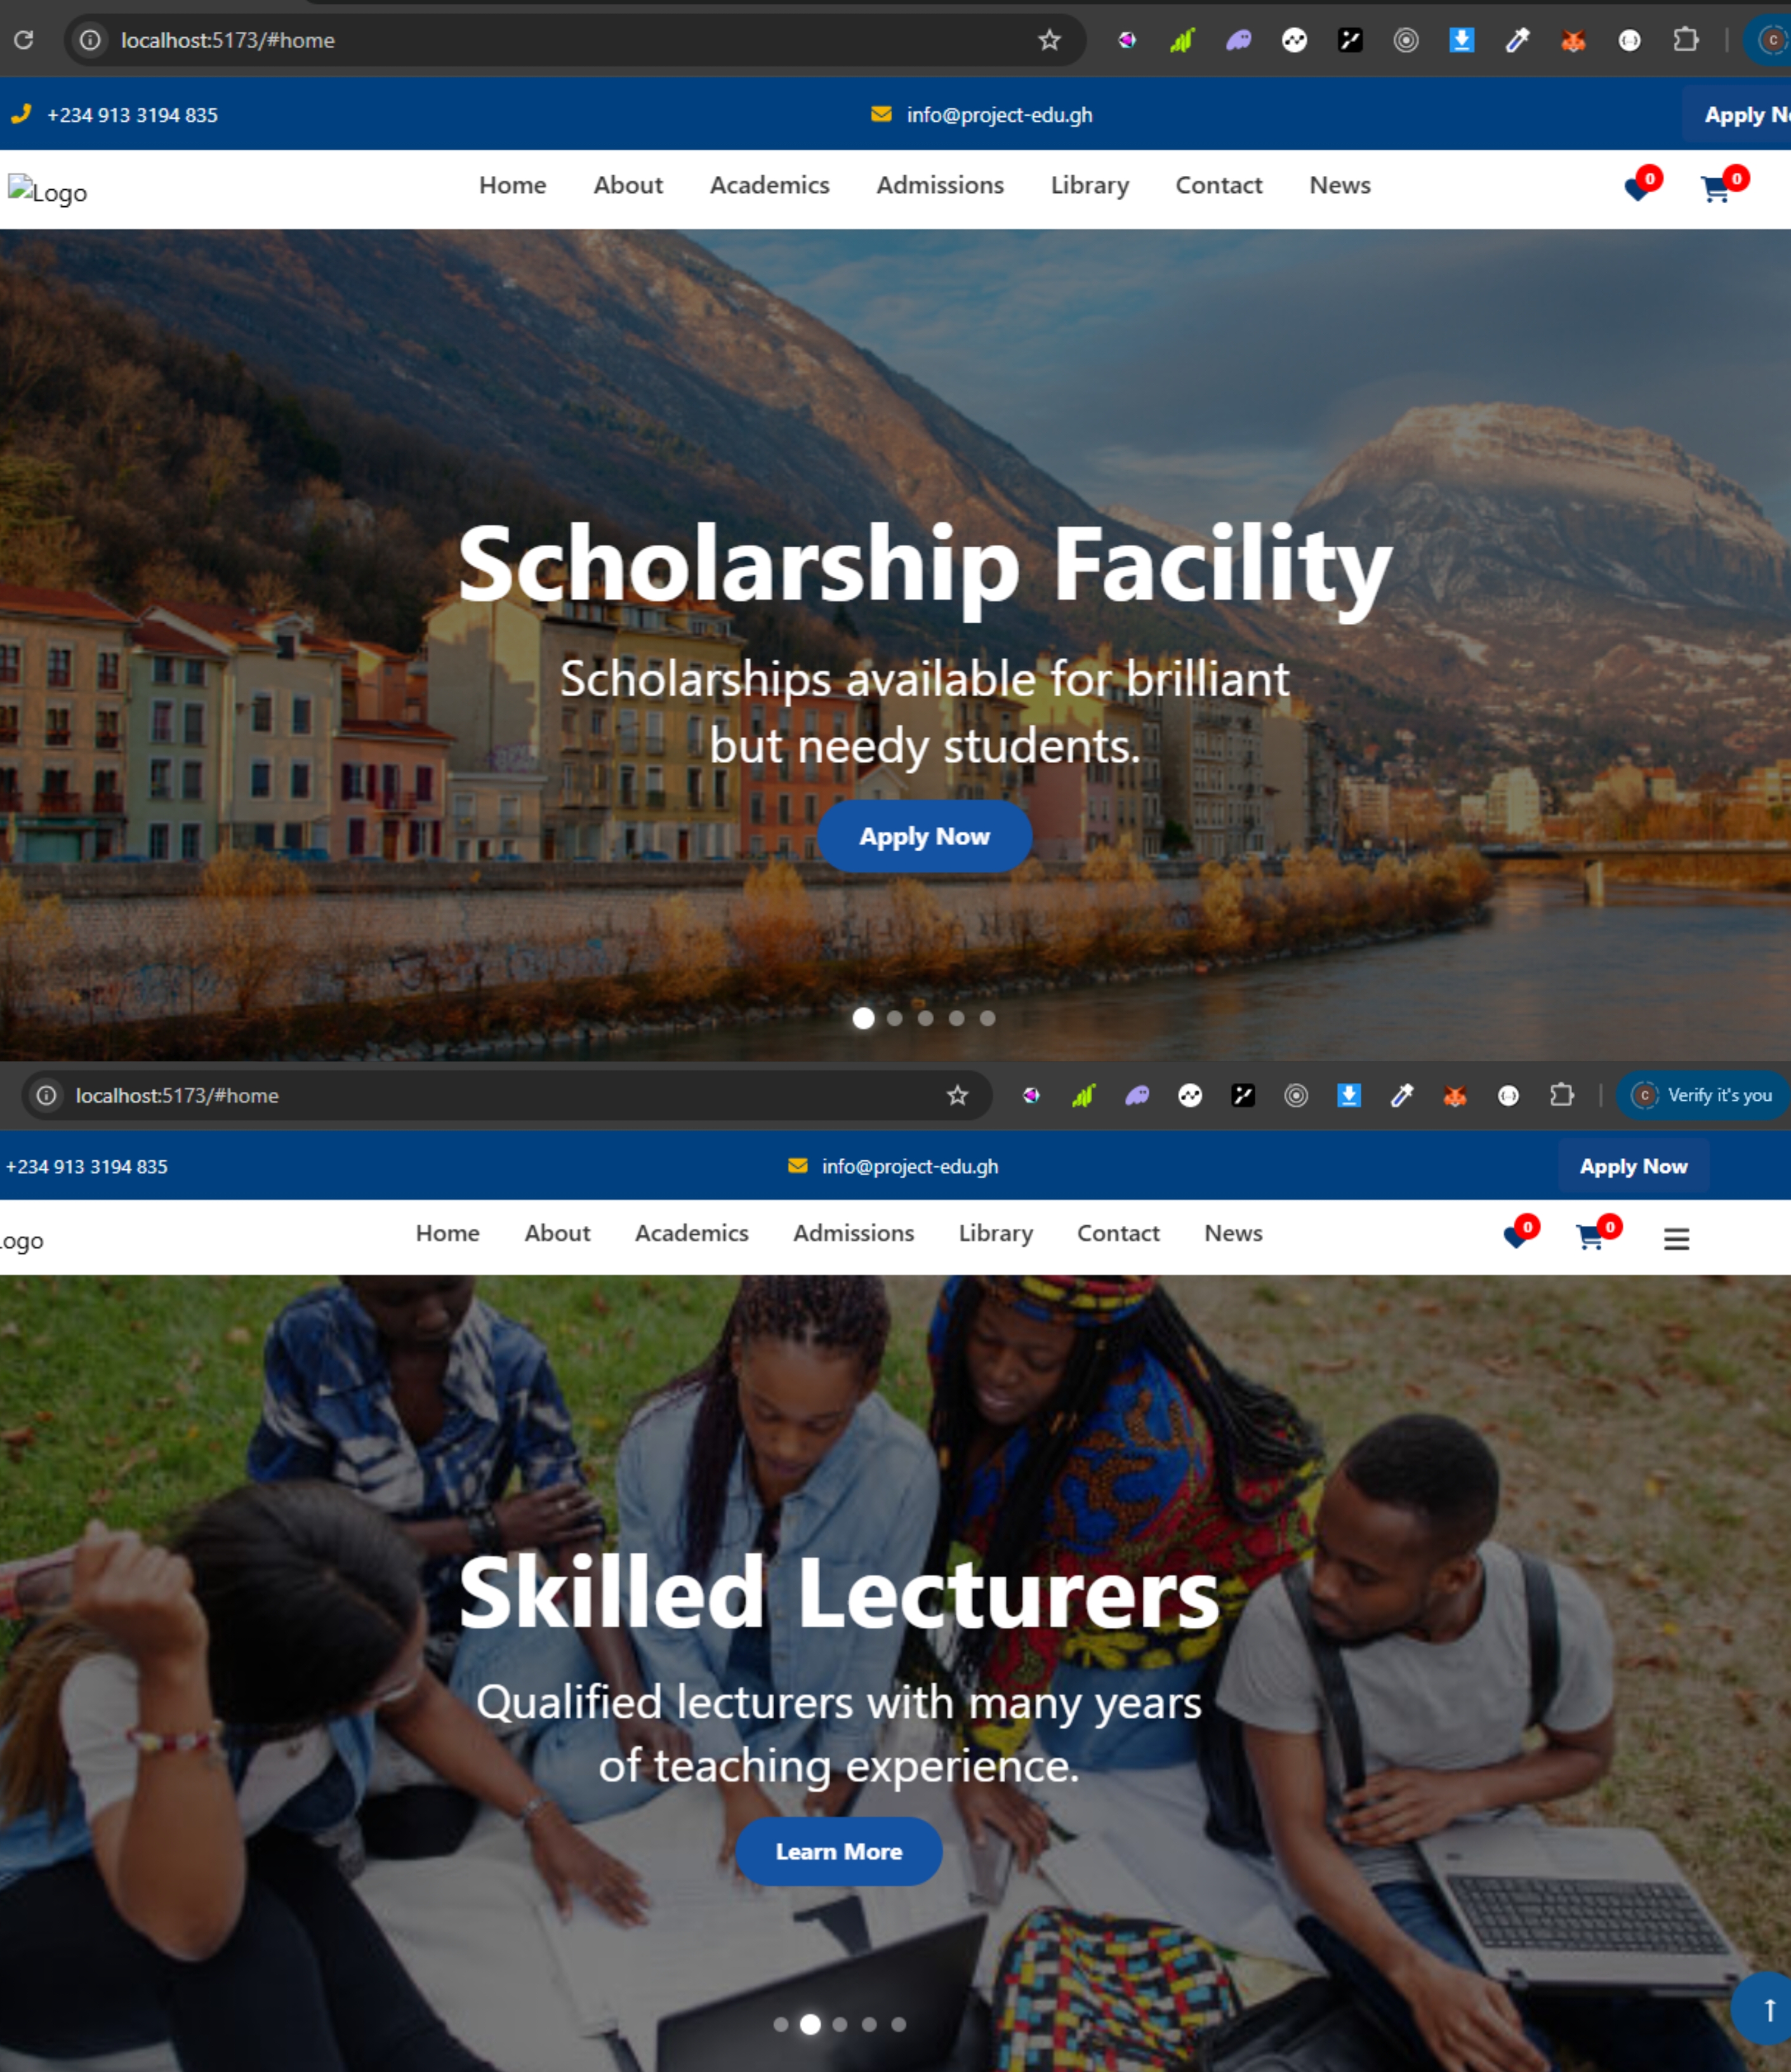 localhost:5173/#home
+234 913 3194 835
info@project-edu.gh
Apply N
Logo
Home About Academics Admissions Library Contact News
0 0
Scholarship Facility
Scholarships available for brilliant
but needy students.
Apply Now
localhost:5173/#home
C Verify it's you
+234 913 3194 835
info@project-edu.gh
Apply Now
ogo
Home About Academics Admissions Library Contact News
0 0
Skilled Lecturers
Qualified lecturers with many years
of teaching experience.
Learn More